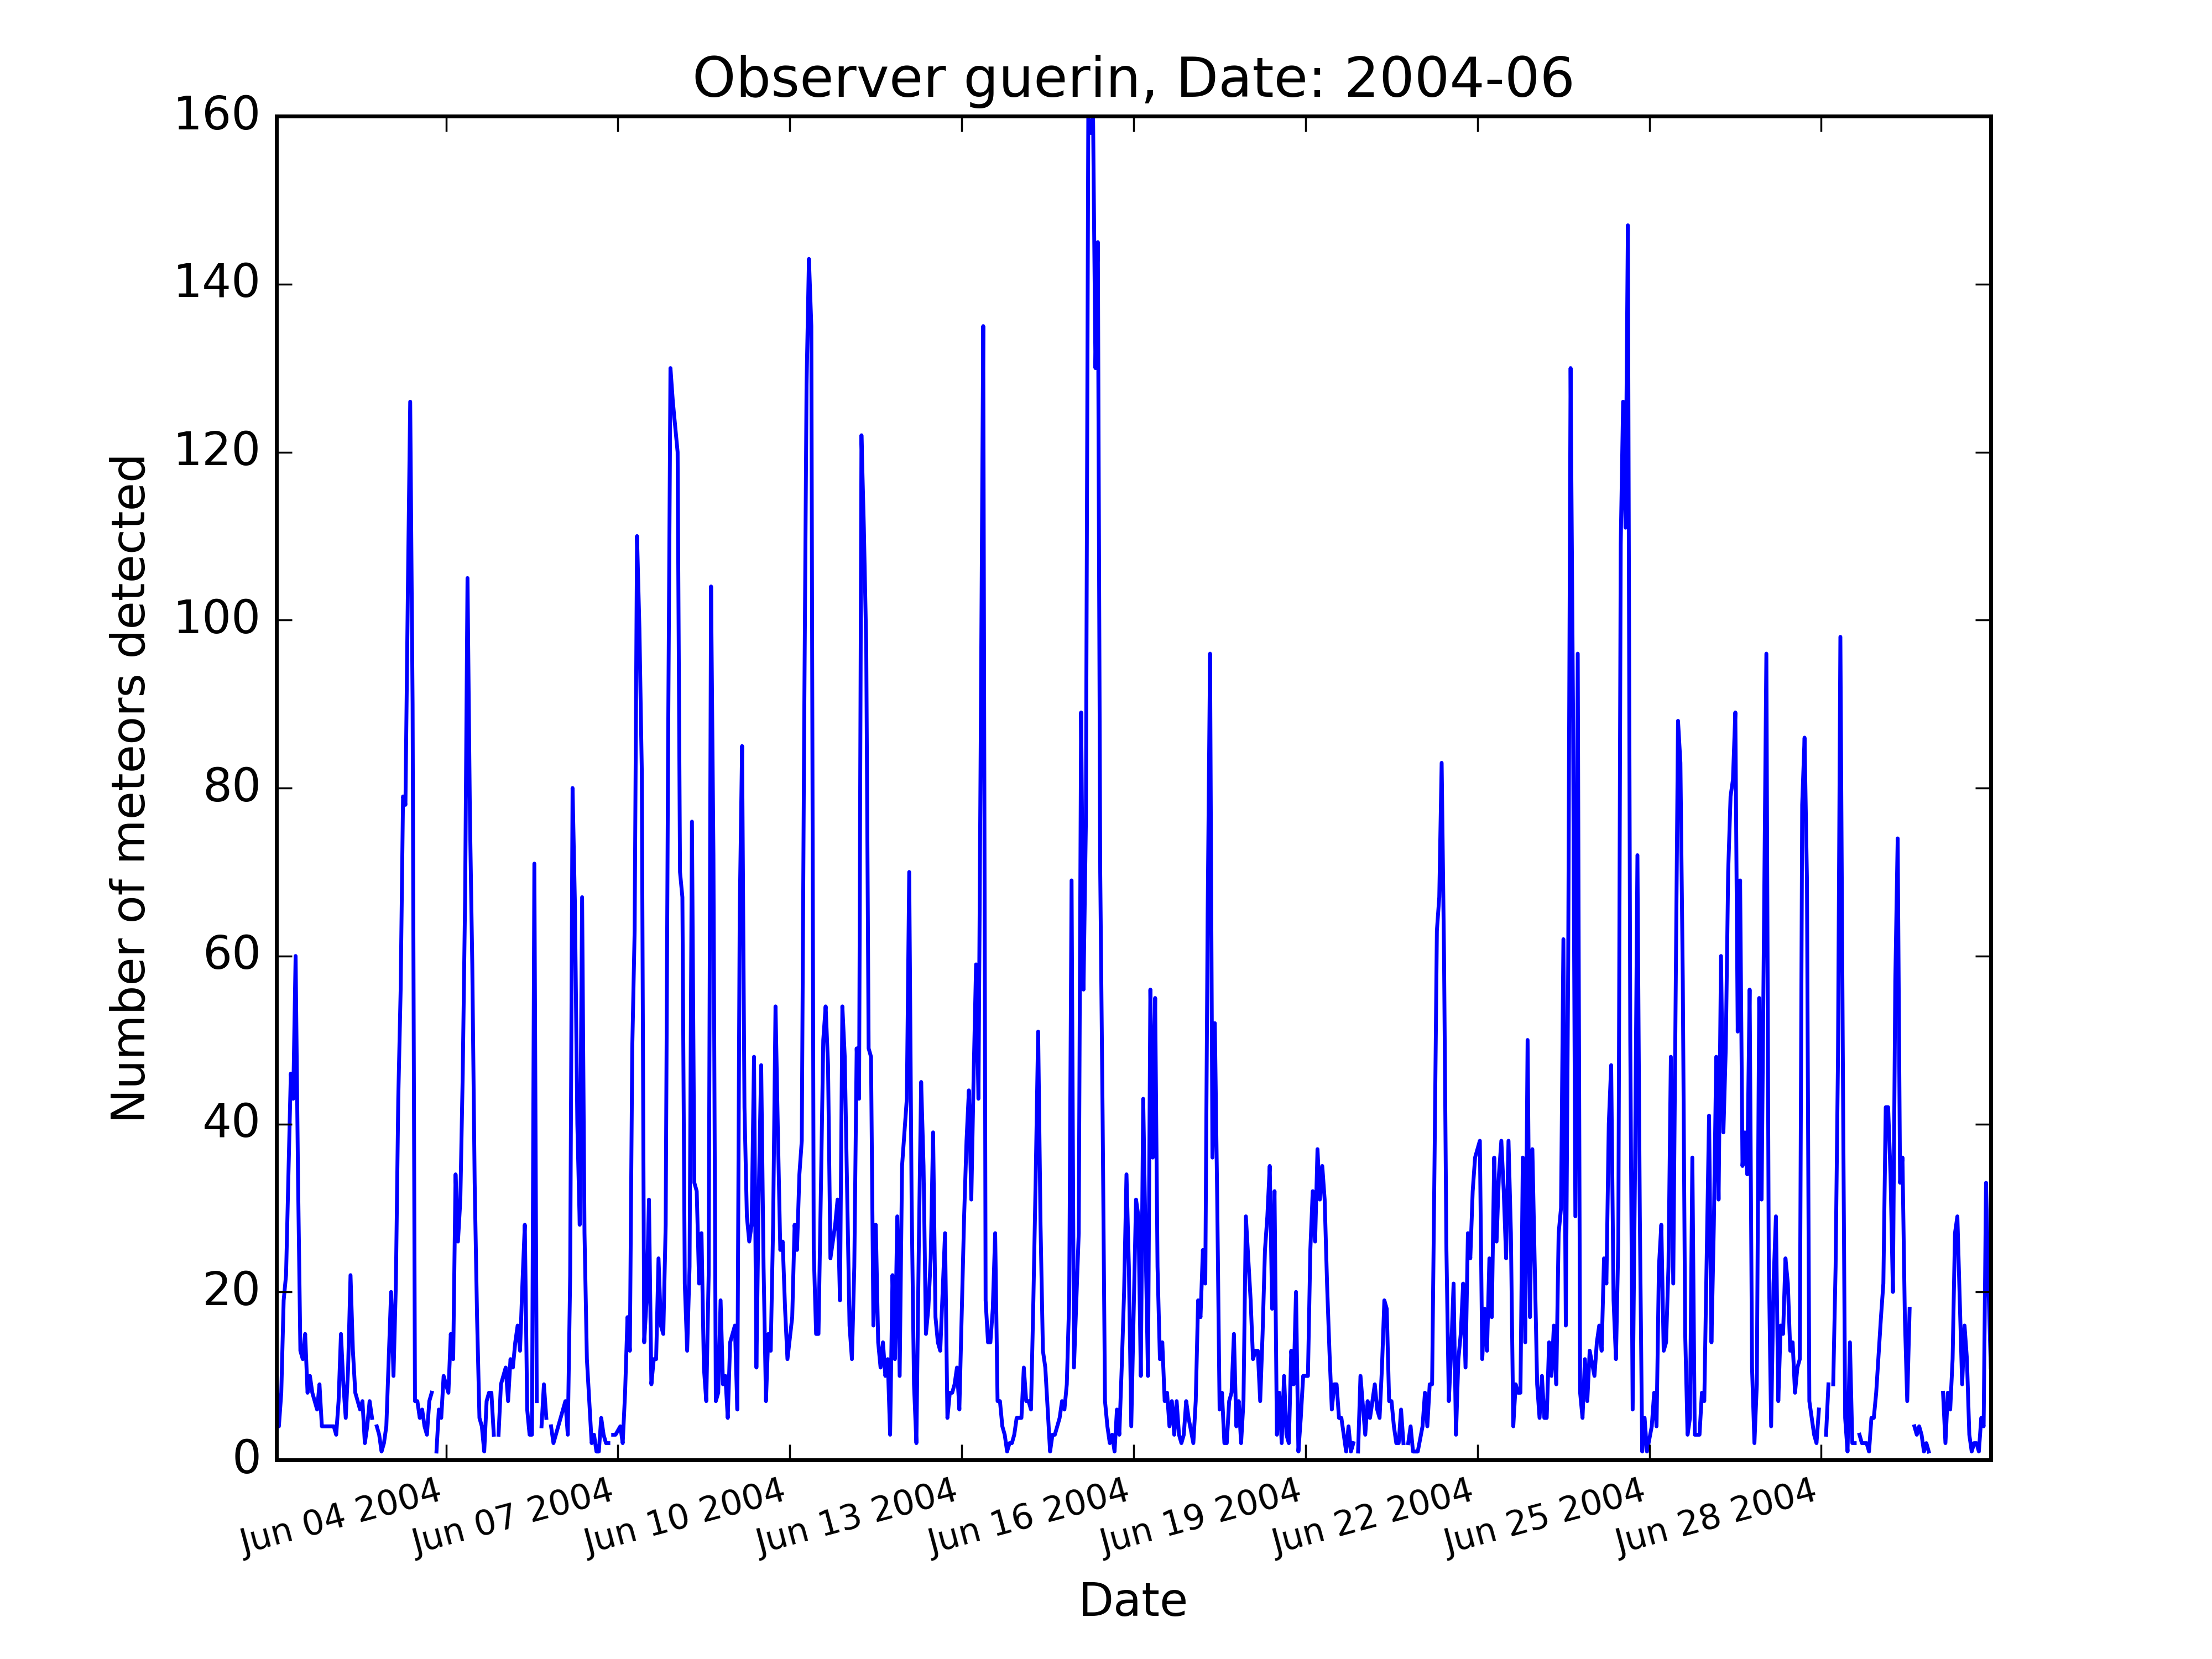 Observer guerin, Date: 2004-06
160
140
120
100
80
60
40
20
0
Number of meteors detected
Jun 04 2004
Jun 07 2004
Jun 10 2004
Jun 13 2004
Jun 16 2004
Jun 19 2004
Jun 22 2004
Jun 25 2004
Jun 28 2004
Date